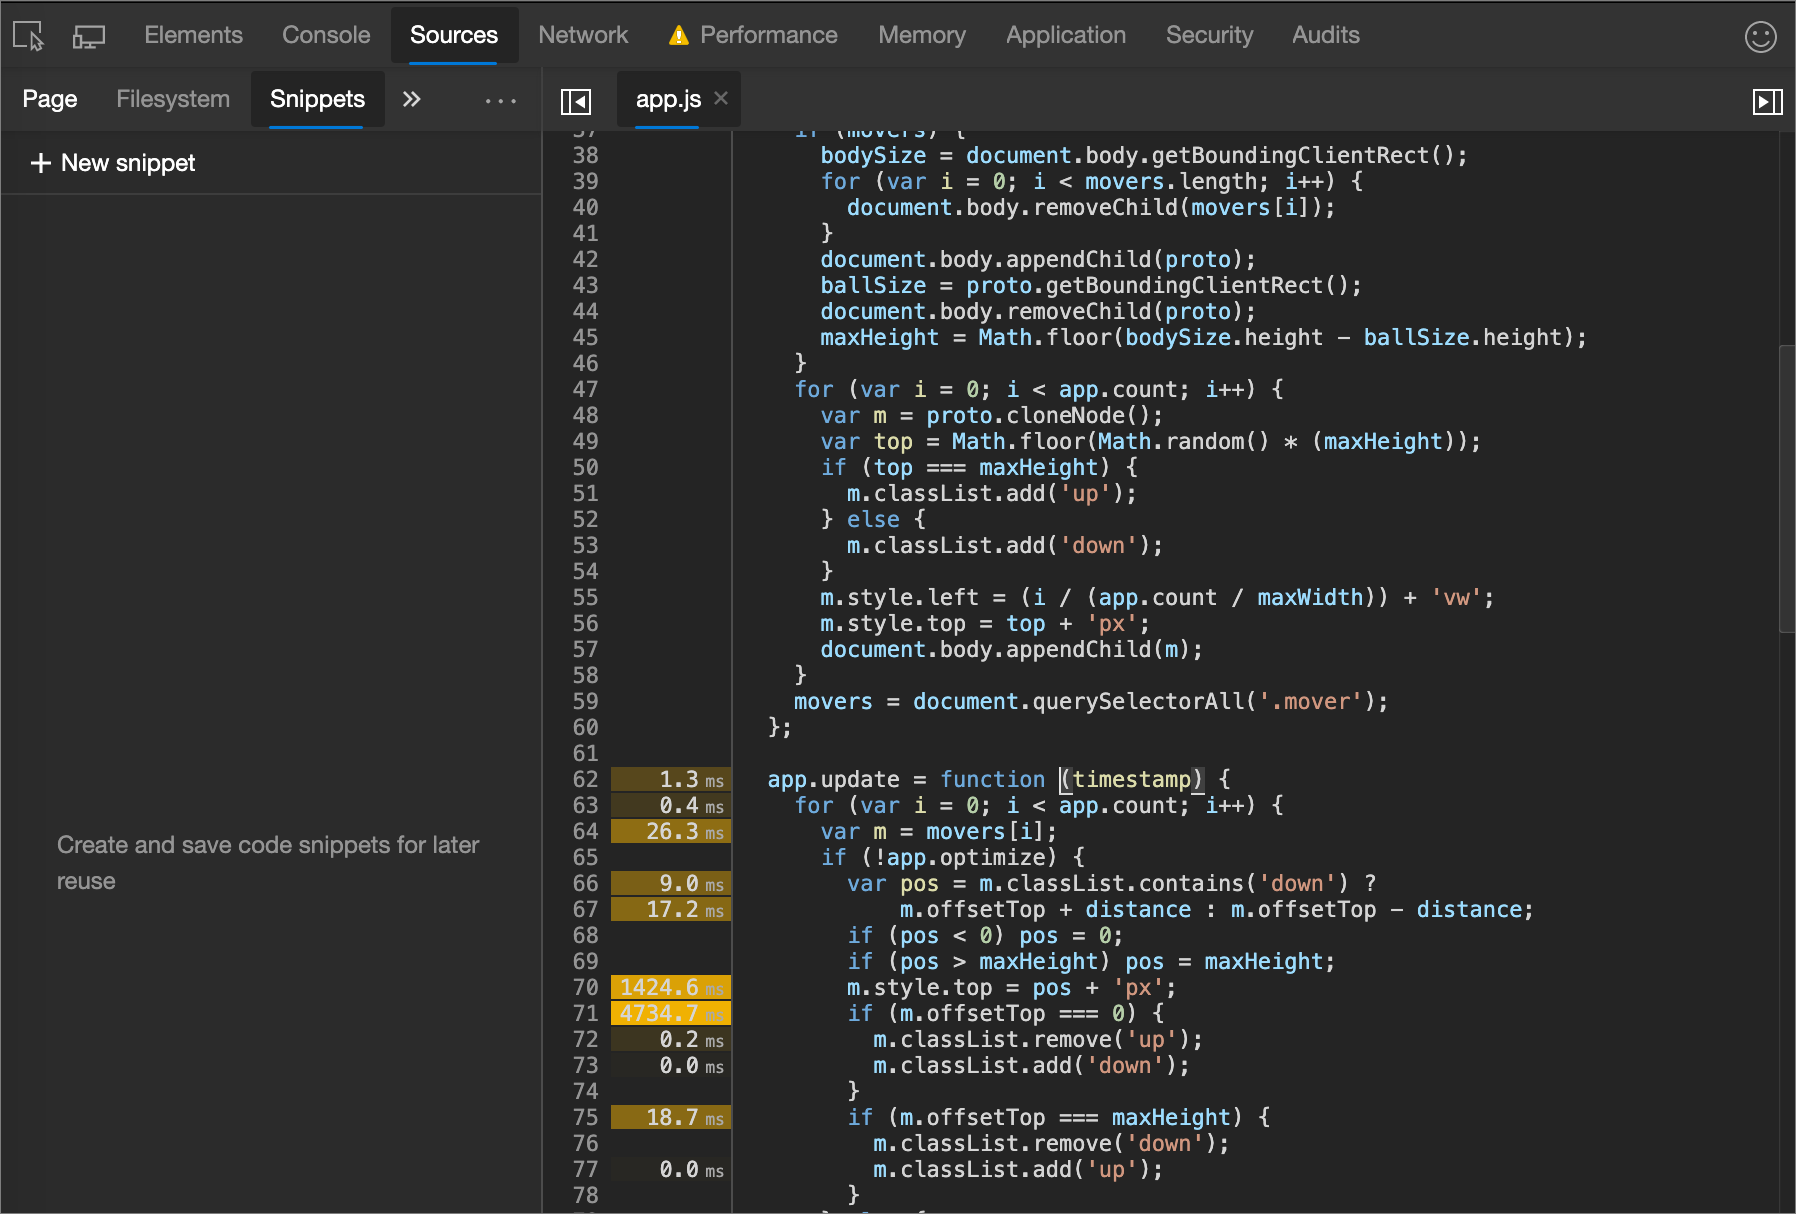 Elements Console Sources Network Performance Memory Application Security Audits
Page Filesystem Snippets » ... app.js ×
+ New snippet
Create and save code snippets for later
reuse
37     if (movers) {
38       bodySize = document.body.getBoundingClientRect();
39       for (var i = 0; i < movers.length; i++) {
40         document.body.removeChild(movers[i]);
41       }
42       document.body.appendChild(proto);
43       ballSize = proto.getBoundingClientRect();
44       document.body.removeChild(proto);
45       maxHeight = Math.floor(bodySize.height - ballSize.height);
46     }
47     for (var i = 0; i < app.count; i++) {
48       var m = proto.cloneNode();
49       var top = Math.floor(Math.random() * (maxHeight));
50       if (top === maxHeight) {
51         m.classList.add('up');
52       } else {
53         m.classList.add('down');
54       }
55       m.style.left = (i / (app.count / maxWidth)) + 'vw';
56       m.style.top = top + 'px';
57       document.body.appendChild(m);
58     }
59     movers = document.querySelectorAll('.mover');
60   };
61
62 1.3 ms   app.update = function (timestamp) {
63 0.4 ms     for (var i = 0; i < app.count; i++) {
64 26.3 ms       var m = movers[i];
65       if (!app.optimize) {
66 9.0 ms         var pos = m.classList.contains('down') ?
67 17.2 ms             m.offsetTop + distance : m.offsetTop - distance;
68         if (pos < 0) pos = 0;
69         if (pos > maxHeight) pos = maxHeight;
70 1424.6 ms         m.style.top = pos + 'px';
71 4734.7 ms         if (m.offsetTop === 0) {
72 0.2 ms           m.classList.remove('up');
73 0.0 ms           m.classList.add('down');
74         }
75 18.7 ms         if (m.offsetTop === maxHeight) {
76           m.classList.remove('down');
77 0.0 ms           m.classList.add('up');
78         }